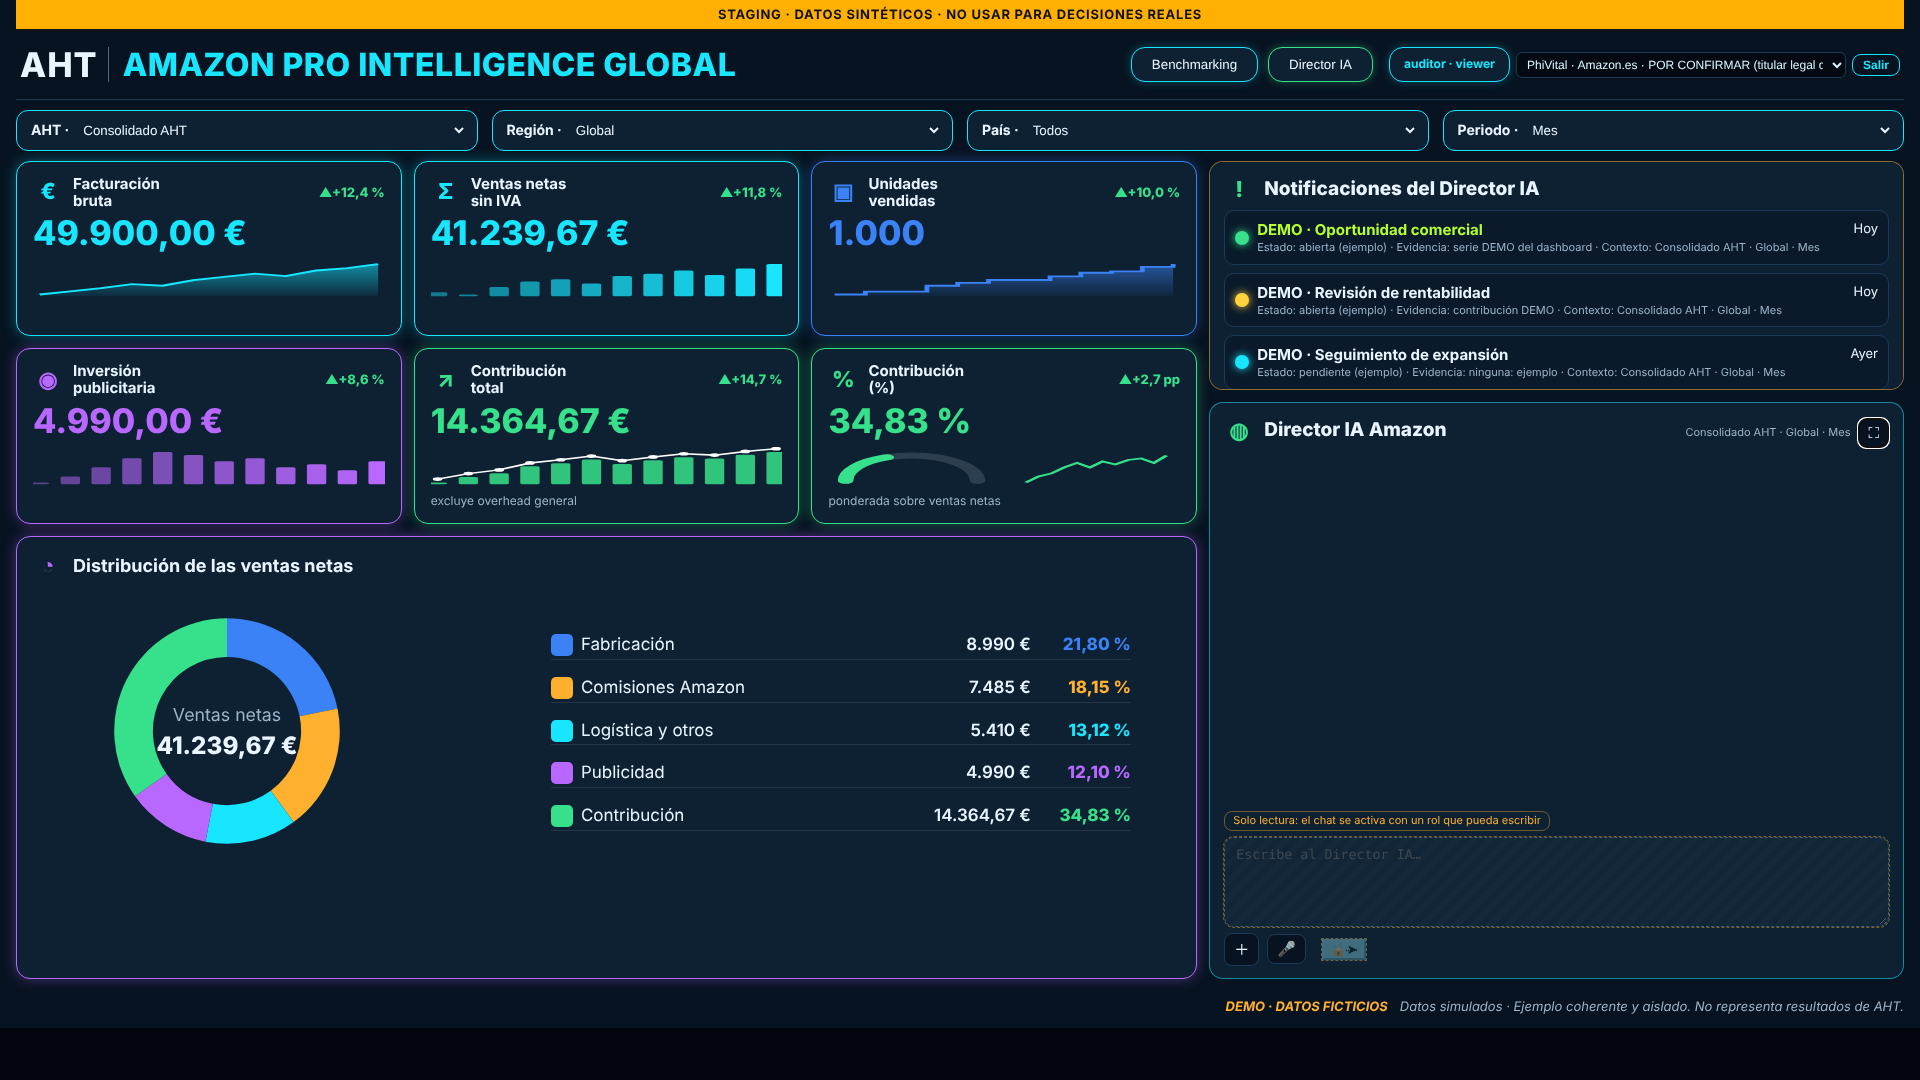 STAGING · DATOS SINTÉTICOS · NO USAR PARA DECISIONES REALES
AHT AMAZON PRO INTELLIGENCE GLOBAL
Benchmarking
Director IA
auditor · viewer
PhiVital · Amazon.es · POR CONFIRMAR (titular legal c
Salir
AHT · Consolidado AHT
Región · Global
País · Todos
Periodo · Mes
€ Facturación bruta ▲+12,4 %
49.900,00 €
Σ Ventas netas sin IVA ▲+11,8 %
41.239,67 €
Unidades vendidas ▲+10,0 %
1.000
Inversión publicitaria ▲+8,6 %
4.990,00 €
Contribución total ▲+14,7 %
14.364,67 €
excluye overhead general
% Contribución (%) ▲+2,7 pp
34,83 %
ponderada sobre ventas netas
Distribución de las ventas netas
Ventas netas
41.239,67 €
Fabricación 8.990 € 21,80 %
Comisiones Amazon 7.485 € 18,15 %
Logística y otros 5.410 € 13,12 %
Publicidad 4.990 € 12,10 %
Contribución 14.364,67 € 34,83 %
! Notificaciones del Director IA
DEMO · Oportunidad comercial Hoy
Estado: abierta (ejemplo) · Evidencia: serie DEMO del dashboard · Contexto: Consolidado AHT · Global · Mes
DEMO · Revisión de rentabilidad Hoy
Estado: abierta (ejemplo) · Evidencia: contribución DEMO · Contexto: Consolidado AHT · Global · Mes
DEMO · Seguimiento de expansión Ayer
Estado: pendiente (ejemplo) · Evidencia: ninguna: ejemplo · Contexto: Consolidado AHT · Global · Mes
Director IA Amazon
Consolidado AHT · Global · Mes
Solo lectura: el chat se activa con un rol que pueda escribir
Escribe al Director IA…
+
DEMO · DATOS FICTICIOS Datos simulados · Ejemplo coherente y aislado. No representa resultados de AHT.